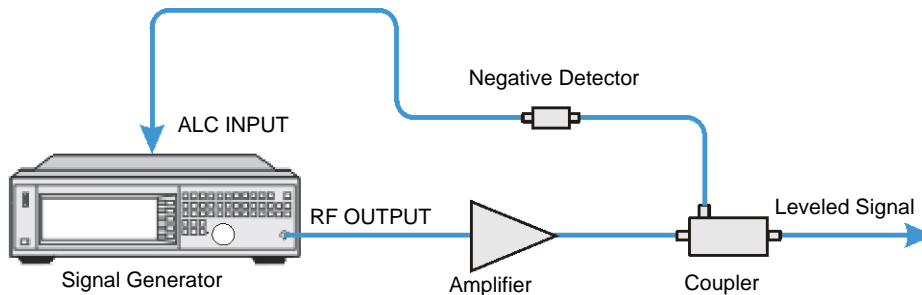 Negative Detector
ALC INPUT
RF OUTPUT
Leveled Signal
Signal Generator
Amplifier
Coupler